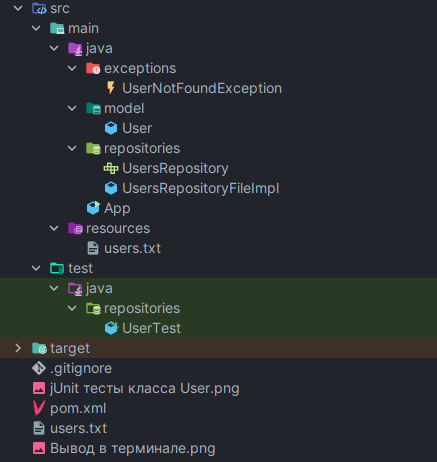 src
main
java
exceptions
UserNotFoundException
model
User
repositories
UsersRepository
UsersRepositoryFileImpl
App
resources
users.txt
test
java
repositories
UserTest
target
.gitignore
jUnit тесты класса User.png
pom.xml
users.txt
Вывод в терминале.png